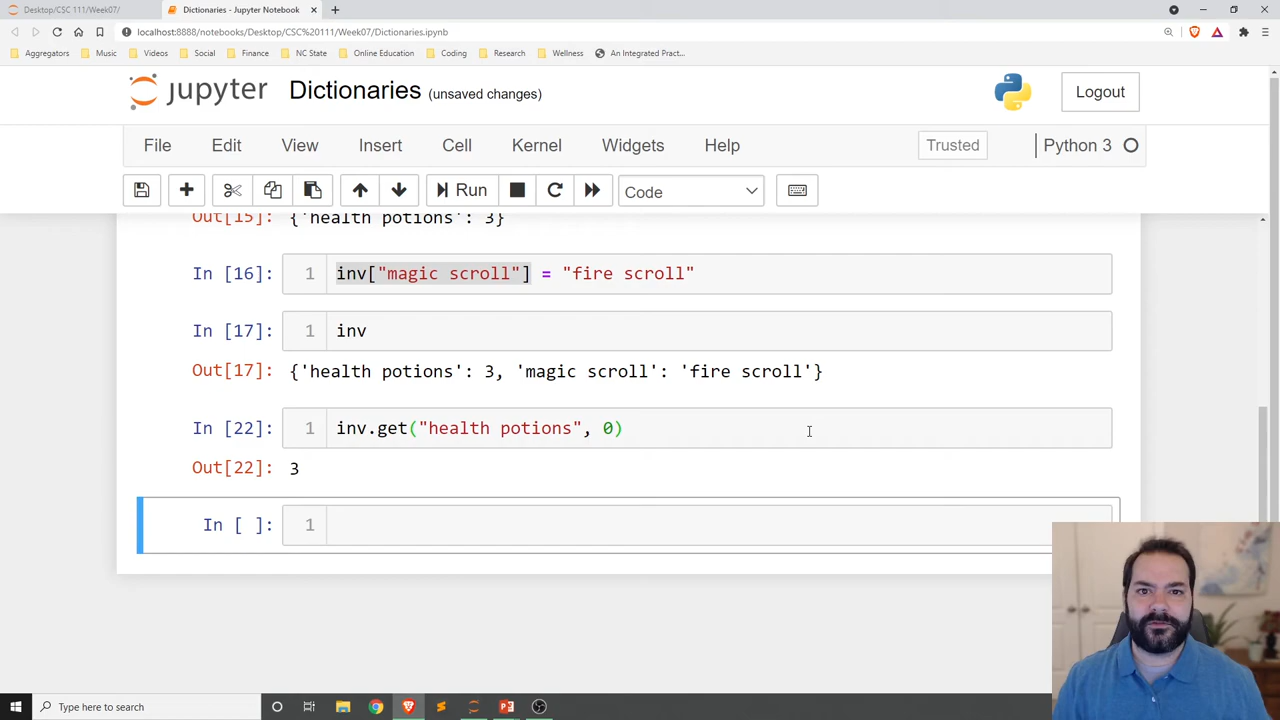 Desktop/CSC 111/Week07/
Dictionaries - Jupyter Notebook
localhost:8888/notebooks/Desktop/CSC%20111/Week07/Dictionaries.ipynb
Aggregators Music Videos Social Finance NC State Online Education Coding Research Wellness An Integrated Pract...
jupyter Dictionaries (unsaved changes)
Logout
File Edit View Insert Cell Kernel Widgets Help
Trusted
Python 3
Run
Code
Out[15]: {'health potions': 3}
In [16]: 1 inv["magic scroll"] = "fire scroll"
In [17]: 1 inv
Out[17]: {'health potions': 3, 'magic scroll': 'fire scroll'}
In [22]: 1 inv.get("health potions", 0)
Out[22]: 3
In [ ]: 1
Type here to search